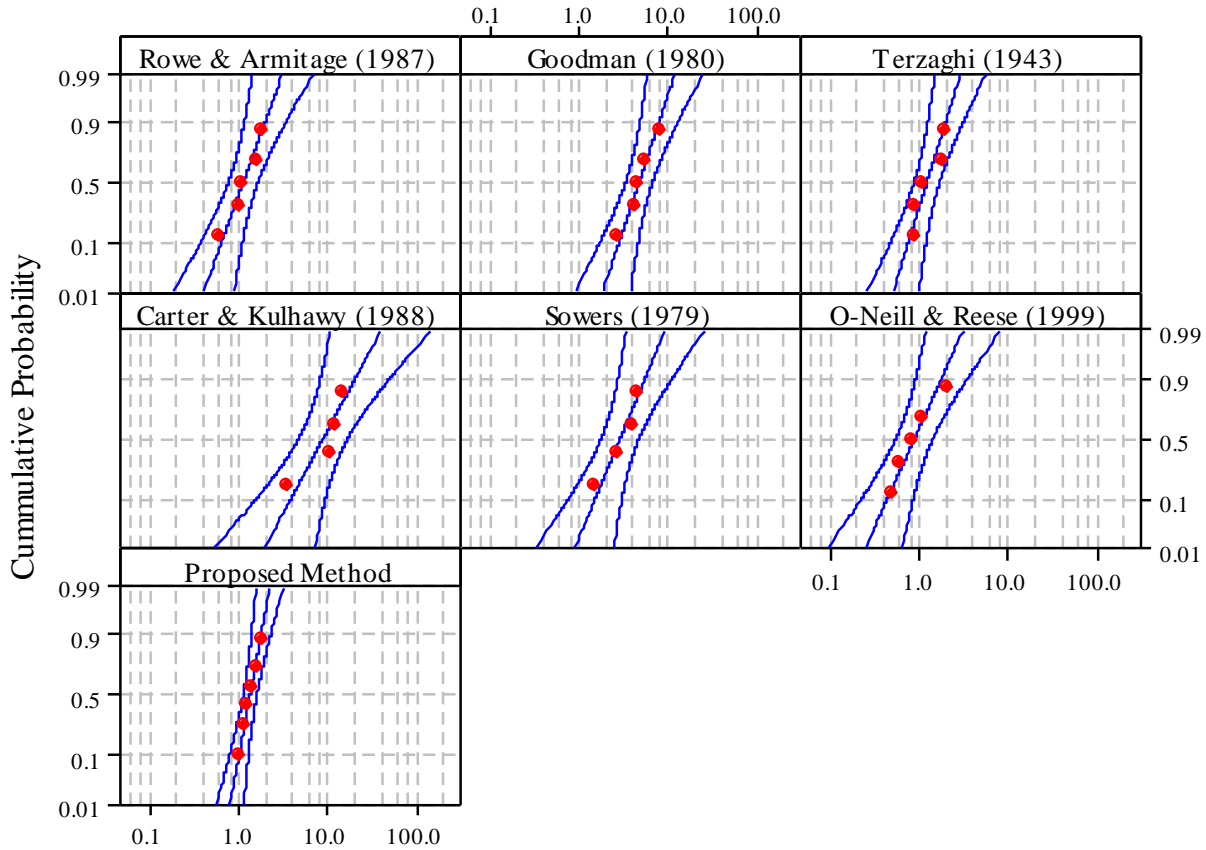 0.1 1.0 10.0 100.0
Rowe & Armitage (1987) Goodman (1980) Terzaghi (1943)
0.99
0.9
0.5
0.1
0.01
Carter & Kulhawy (1988) Sowers (1979) O-Neill & Reese (1999)
0.99
0.9
0.5
0.1
0.01
Cummulative Probability
0.1 1.0 10.0 100.0
Proposed Method
0.99
0.9
0.5
0.1
0.01
0.1 1.0 10.0 100.0